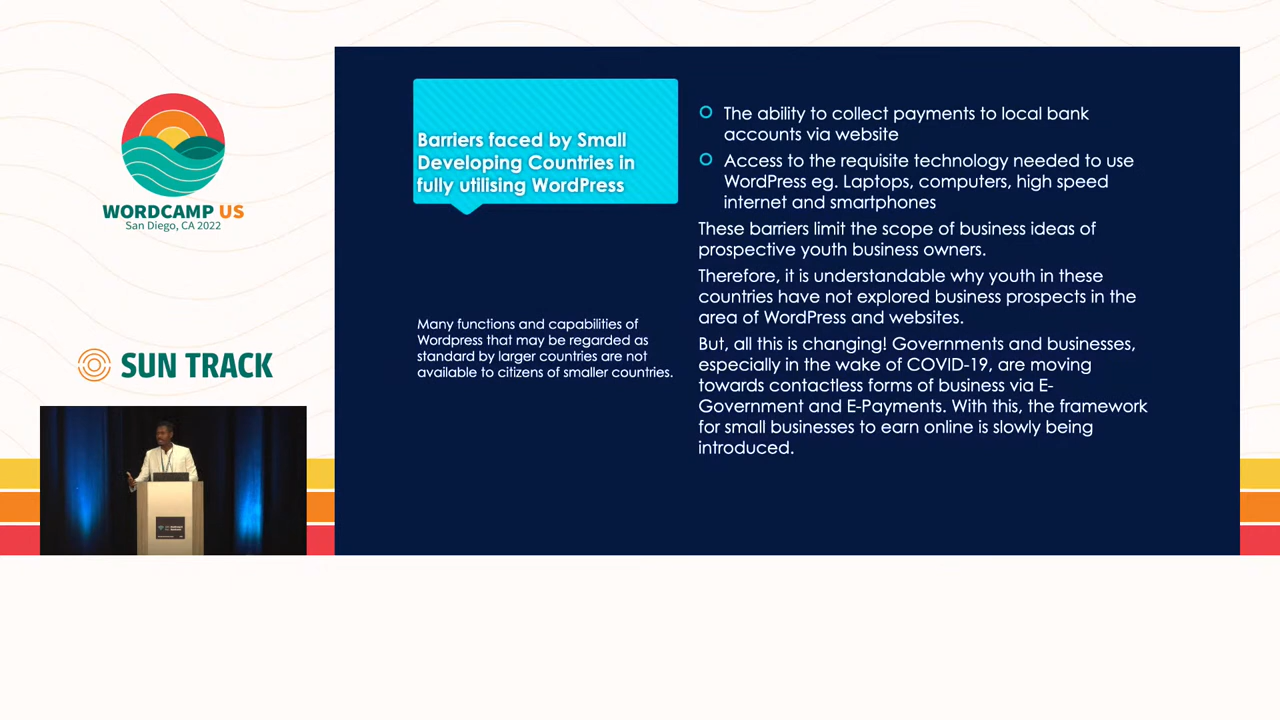 WORDCAMP US
San Diego, CA 2022
SUN TRACK
Barriers faced by Small
Developing Countries in
fully utilising WordPress
Many functions and capabilities of
Wordpress that may be regarded as
standard by larger countries are not
available to citizens of smaller countries.
The ability to collect payments to local bank
accounts via website
Access to the requisite technology needed to use
WordPress eg. Laptops, computers, high speed
internet and smartphones
These barriers limit the scope of business ideas of
prospective youth business owners.
Therefore, it is understandable why youth in these
countries have not explored business prospects in the
area of WordPress and websites.
But, all this is changing! Governments and businesses,
especially in the wake of COVID-19, are moving
towards contactless forms of business via E-
Government and E-Payments. With this, the framework
for small businesses to earn online is slowly being
introduced.